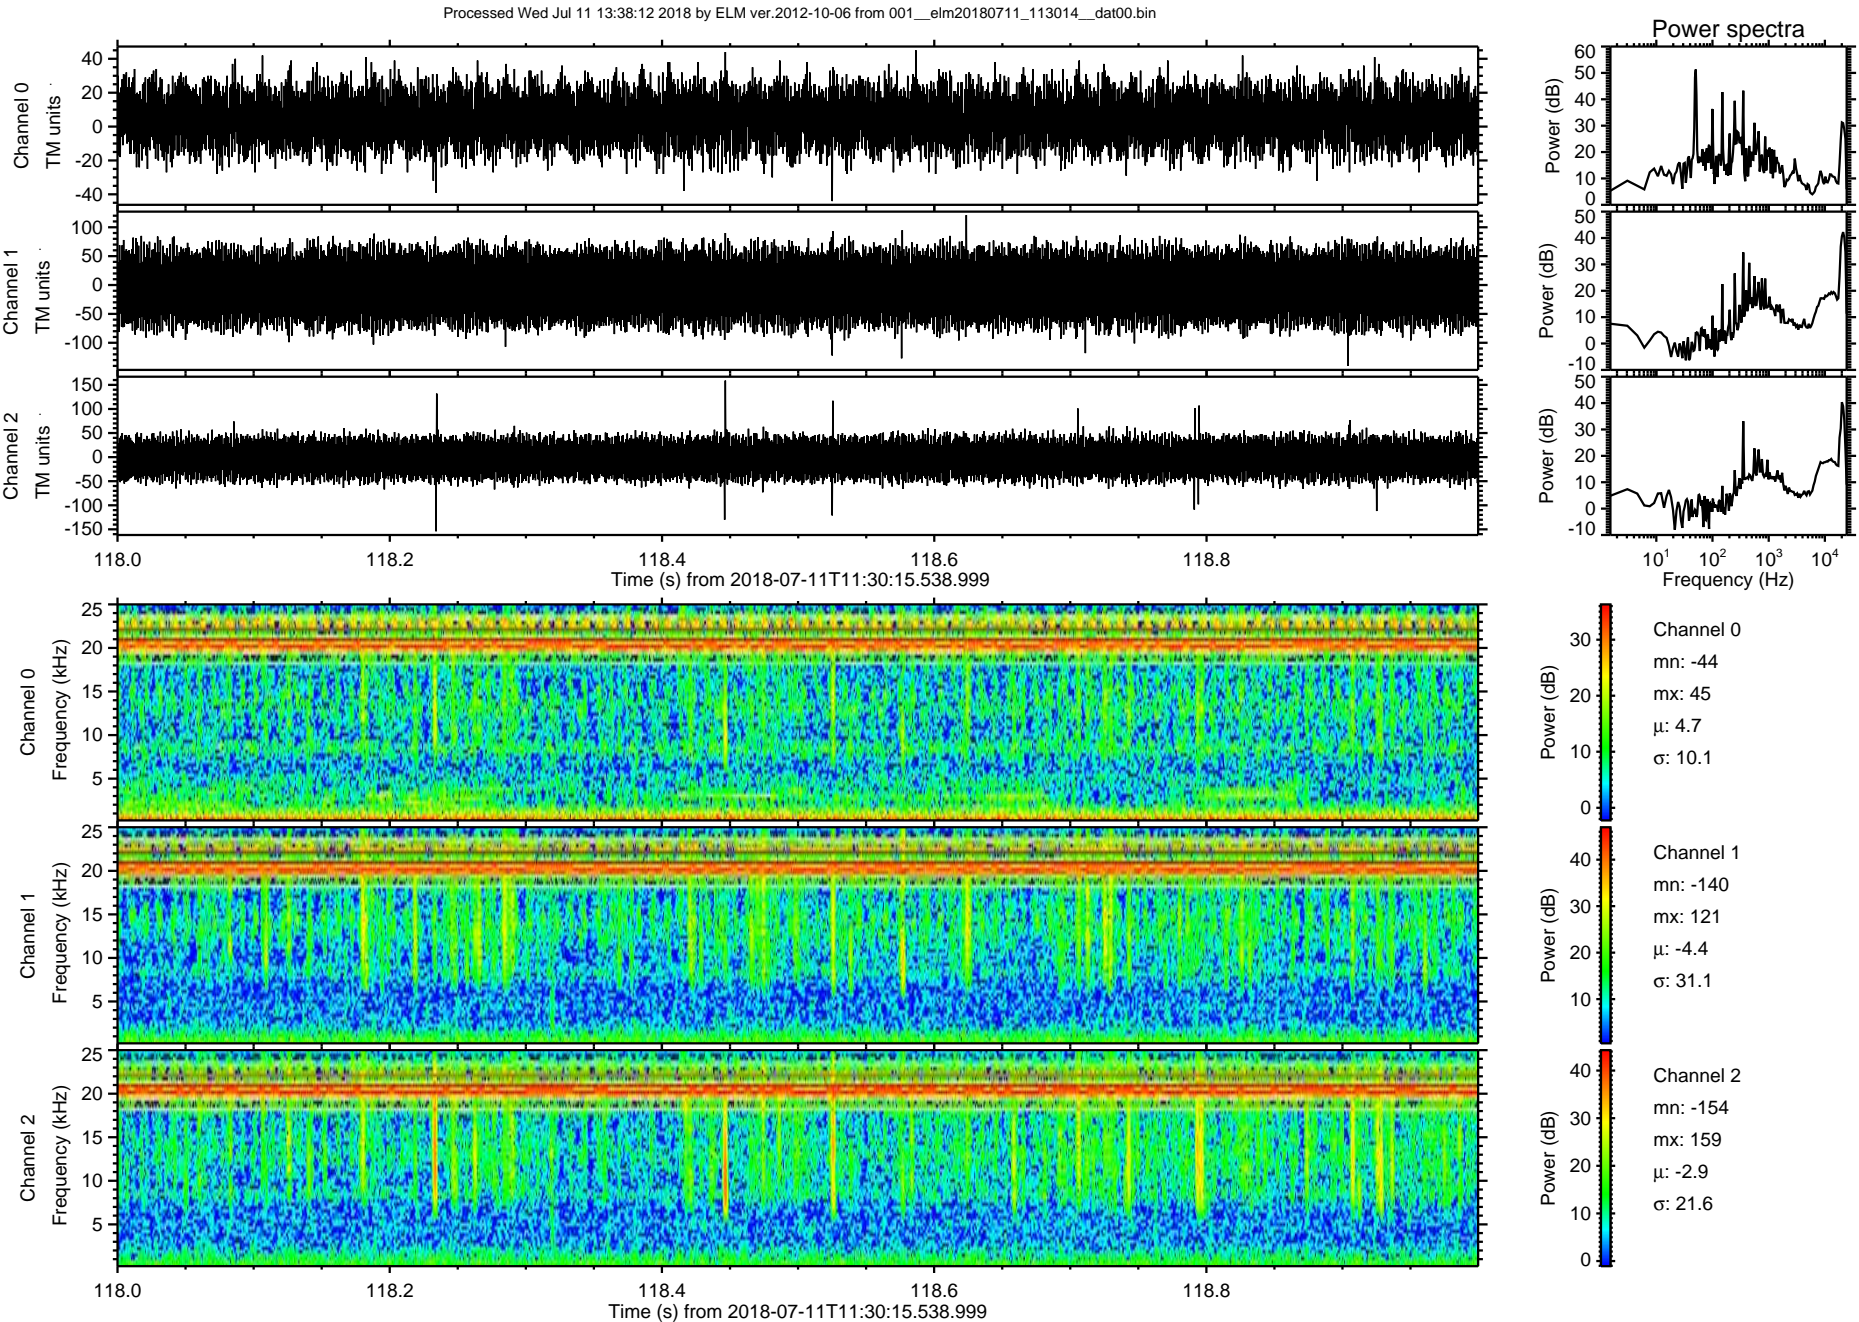 Processed Wed Jul 11 13:38:12 2018 by ELM ver.2012-10-06 from 001__elm20180711_113014__dat00.bin
Power spectra
Channel 0
TM units
40
20
0
-20
-40
Power (dB)
60
50
40
30
20
10
0
Channel 1
TM units
100
50
0
-50
-100
Power (dB)
50
40
30
20
10
0
-10
Channel 2
TM units
150
100
50
0
-50
-100
-150
Power (dB)
50
40
30
20
10
0
-10
118.0 118.2 118.4 118.6 118.8
Time (s) from 2018-07-11T11:30:15.538.999
10¹ 10² 10³ 10⁴
Frequency (Hz)
Channel 0
Frequency (kHz)
25
20
15
10
5
Power (dB)
30
20
10
0
Channel 0
mn: -44
mx: 45
μ: 4.7
σ: 10.1
Channel 1
Frequency (kHz)
25
20
15
10
5
Power (dB)
40
30
20
10
Channel 1
mn: -140
mx: 121
μ: -4.4
σ: 31.1
Channel 2
Frequency (kHz)
25
20
15
10
5
Power (dB)
40
30
20
10
0
Channel 2
mn: -154
mx: 159
μ: -2.9
σ: 21.6
118.0 118.2 118.4 118.6 118.8
Time (s) from 2018-07-11T11:30:15.538.999